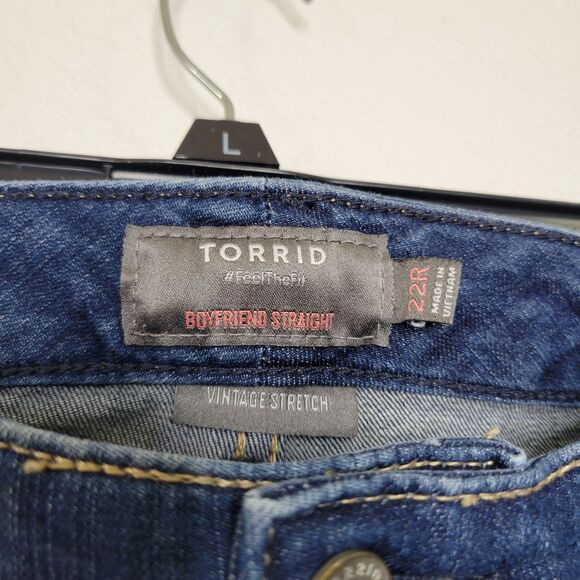 L
TORRID
#FeelTheFit
BOYFRIEND STRAIGHT
22R
MADE IN
VIETNAM
VINTAGE STRETCH